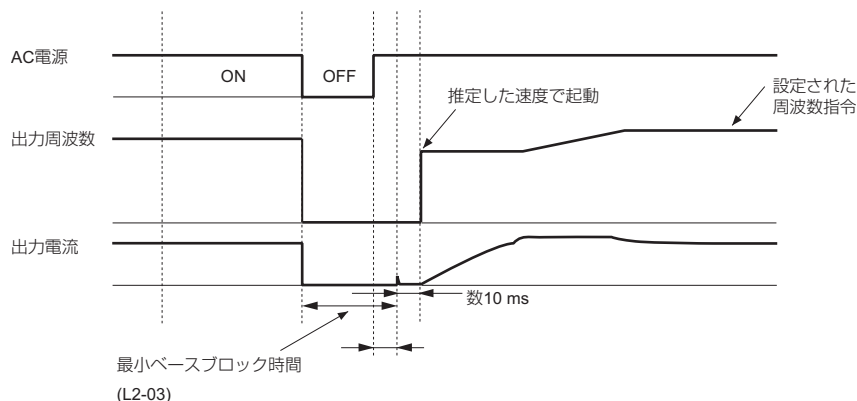 AC電源
ON
OFF
推定した速度で起動
設定された
周波数指令
出力周波数
出力電流
数10 ms
最小ベースブロック時間
(L2-03)